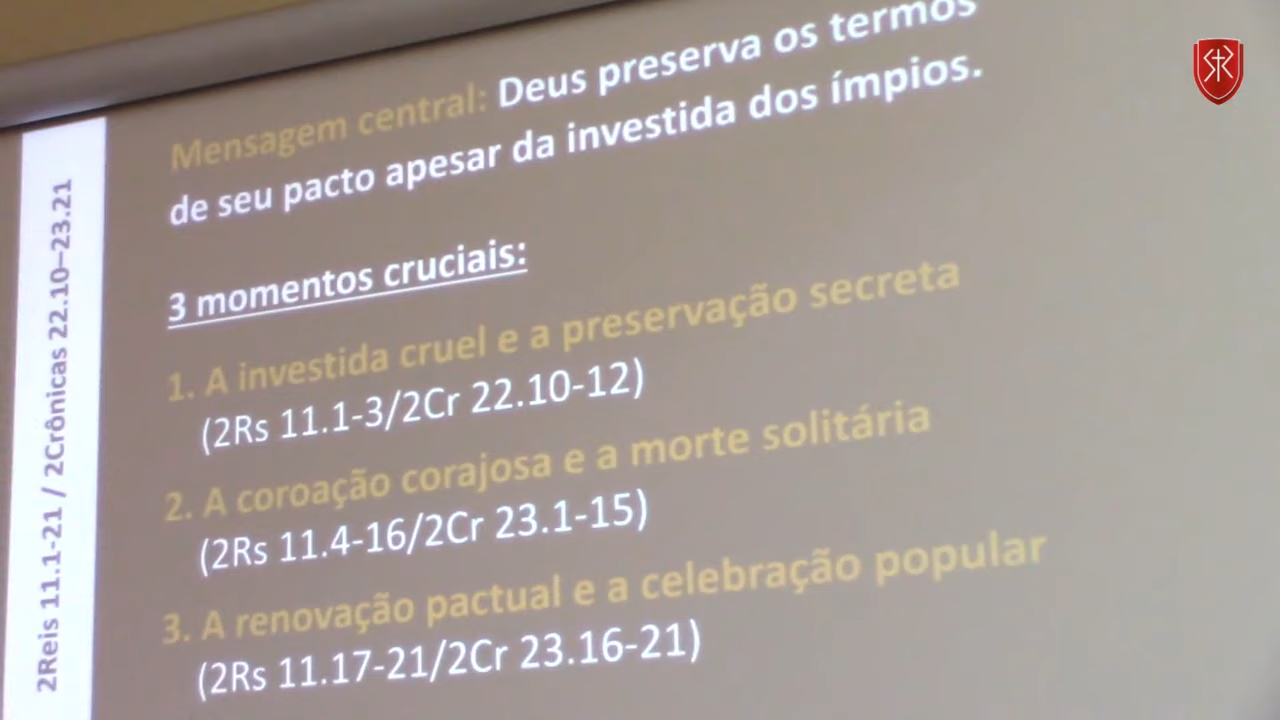 Mensagem central: Deus preserva os termos
de seu pacto apesar da investida dos ímpios.
3 momentos cruciais:
1. A investida cruel e a preservação secreta
(2Rs 11.1-3/2Cr 22.10-12)
2. A coroação corajosa e a morte solitária
(2Rs 11.4-16/2Cr 23.1-15)
3. A renovação pactual e a celebração popular
(2Rs 11.17-21/2Cr 23.16-21)
2Reis 11.1-21 / 2Crônicas 22.10–23.21